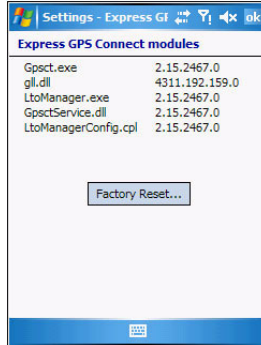 Settings - Express GF ok
Express GPS Connect modules
Gpsct.exe 2.15.2467.0
gll.dll 4311.192.159.0
LtoManager.exe 2.15.2467.0
GpsctService.dll 2.15.2467.0
LtoManagerConfig.cpl 2.15.2467.0
Factory Reset...